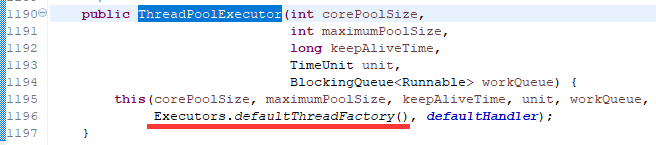 1190 public ThreadPoolExecutor(int corePoolSize,
1191 int maximumPoolSize,
1192 long keepAliveTime,
1193 TimeUnit unit,
1194 BlockingQueue<Runnable> workQueue) {
1195 this(corePoolSize, maximumPoolSize, keepAliveTime, unit, workQueue,
1196 Executors.defaultThreadFactory(), defaultHandler);
1197 }